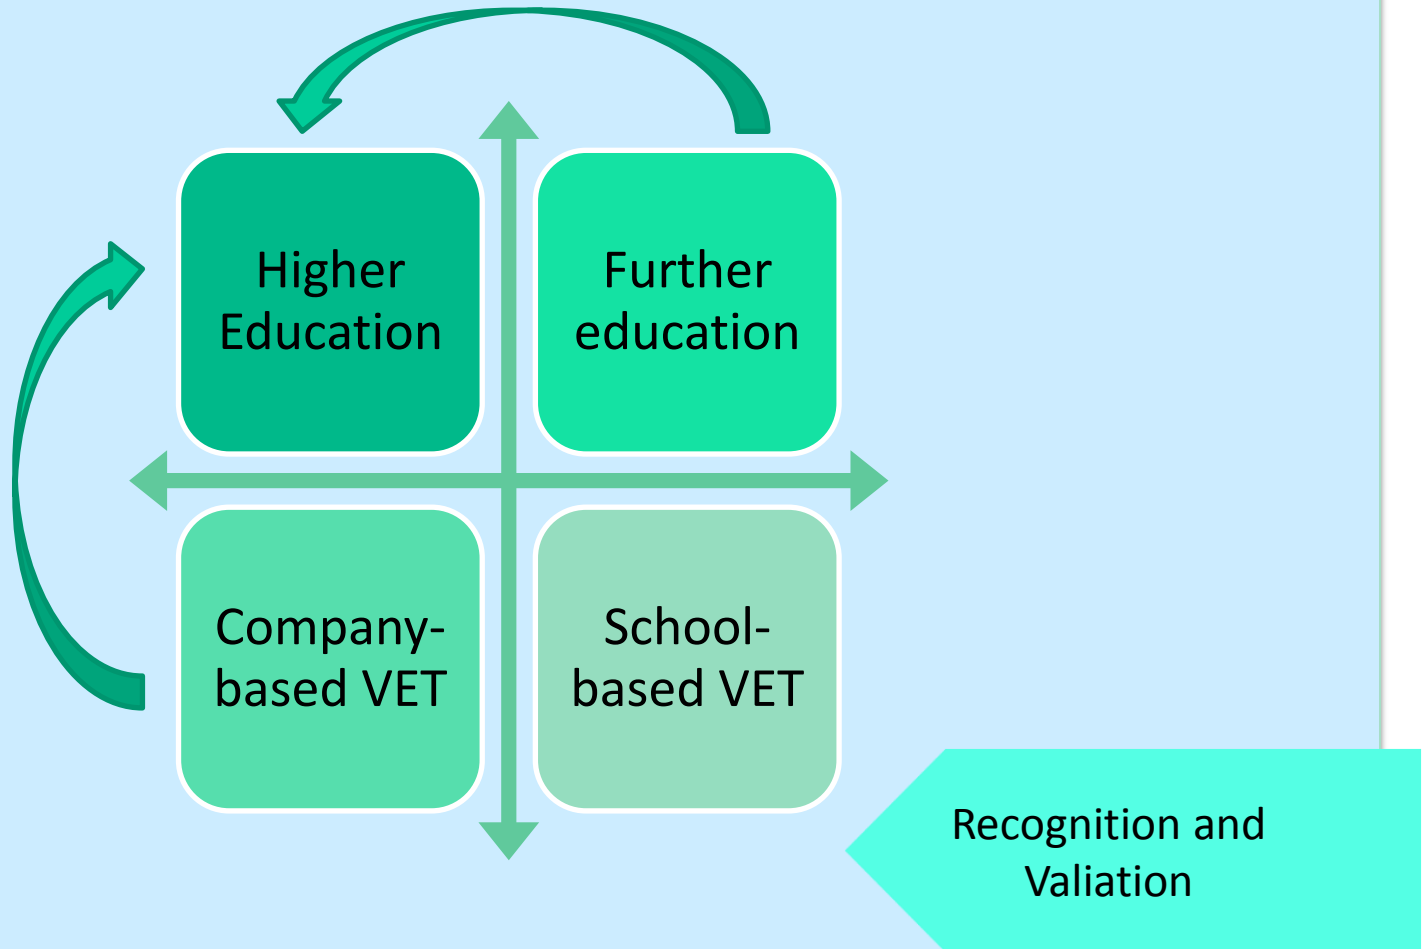 Higher
Education
Further
education
Company-
based VET
School-
based VET
Recognition and
Valiation